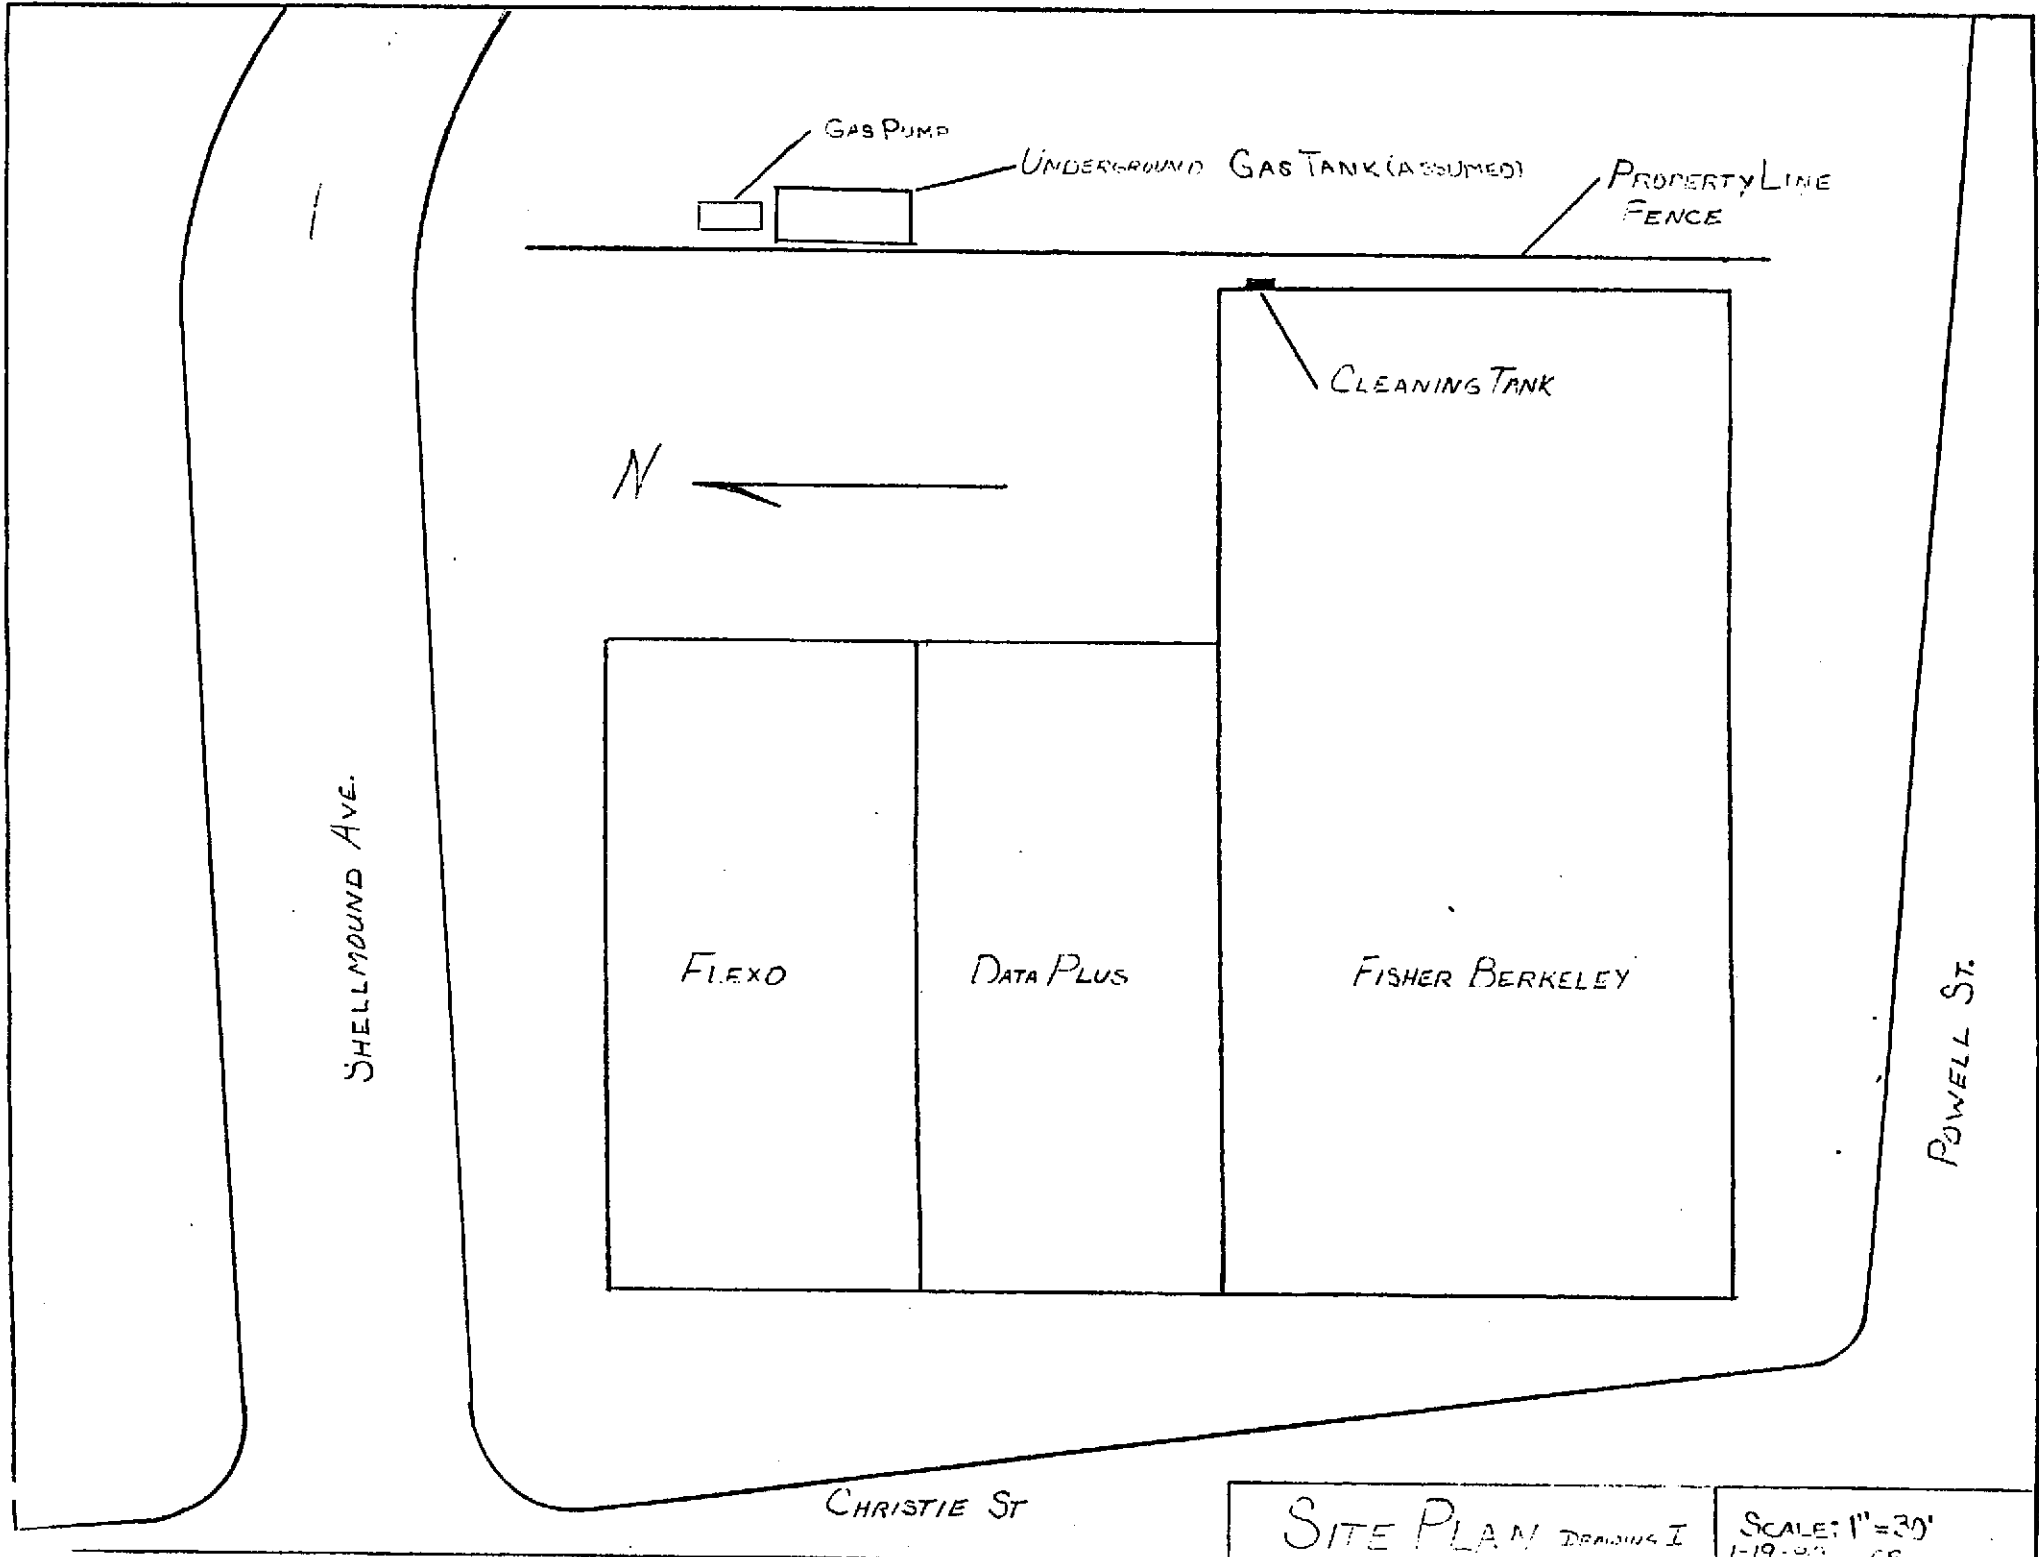 GAS PUMP
UNDERGROUND GAS TANK (ASSUMED)
PROPERTY LINE
FENCE
CLEANING TANK
N
SHELLMOUND AVE.
FLEXO
DATA PLUS
FISHER BERKELEY
POWELL ST.
CHRISTIE ST
SITE PLAN DRAWING I
SCALE: 1"=30'